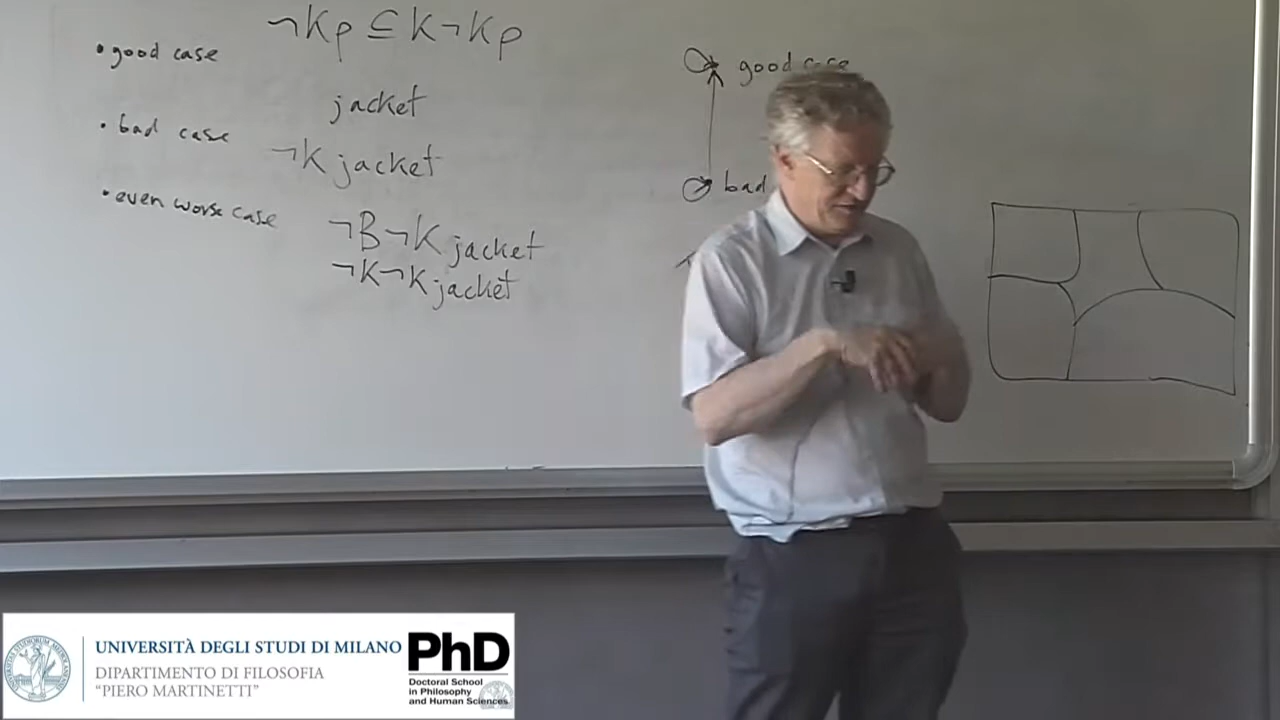 ¬Kp ⊆ K¬Kp
• good case
jacket
• bad case
¬K jacket
• even worse case
¬B¬K jacket
¬K¬K jacket
good case
bad
UNIVERSITÀ DEGLI STUDI DI MILANO
DIPARTIMENTO DI FILOSOFIA
"PIERO MARTINETTI"
PhD
Doctoral School
in Philosophy
and Human Sciences